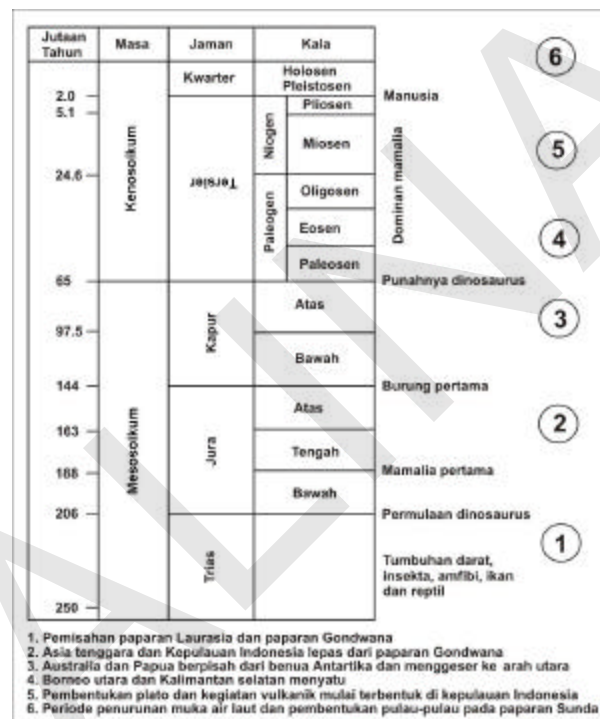 Jutaan Tahun Masa Jaman Kala
6
Kwarter Holosen
Pleistosen
2.0 Manusia
Pliosen
5.1
Niogen Miosen 5
24.6
Kenosoikum Tersier Dominan mamalia
Paleogen Oligosen
Eosen 4
Paleosen
65 Punahnya dinosaurus
Atas 3
97.5 Kapur
Bawah
144 Burung pertama
Atas 2
163
Mesosoikum Jura Tengah
188 Mamalia pertama
Bawah
206 Permulaan dinosaurus
1
Trias Tumbuhan darat,
insekta, amfibi, ikan
dan reptil
250
1. Pemisahan paparan Laurasia dan paparan Gondwana
2. Asia tenggara dan Kepulauan Indonesia lepas dari paparan Gondwana
3. Australia dan Papua berpisah dari benua Antartika dan menggeser ke arah utara
4. Borneo utara dan Kalimantan selatan menyatu
5. Pembentukan plato dan kegiatan vulkanik mulai terbentuk di kepulauan Indonesia
6. Periode penurunan muka air laut dan pembentukan pulau-pulau pada paparan Sunda